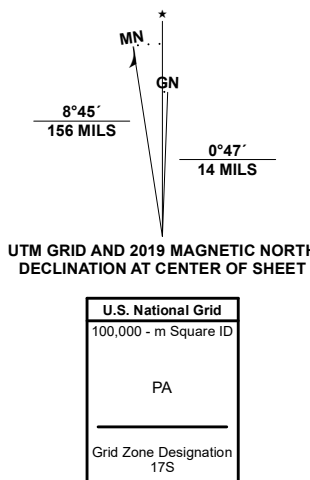 ★
MN
GN
8°45´
156 MILS
0°47´
14 MILS
UTM GRID AND 2019 MAGNETIC NORTH
DECLINATION AT CENTER OF SHEET
U.S. National Grid
100,000 - m Square ID
PA
Grid Zone Designation
17S